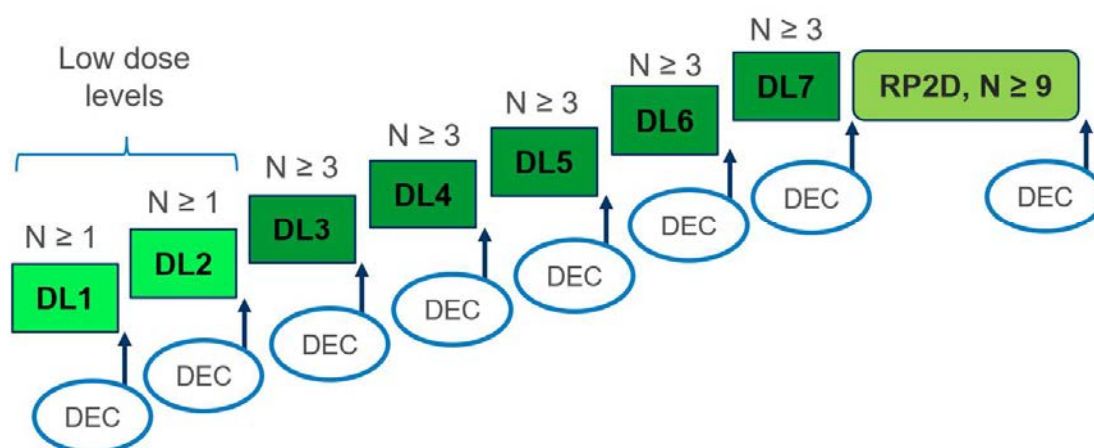 Low dose
levels
N ≥ 1
DL1
DEC
N ≥ 1
DL2
DEC
N ≥ 3
DL3
DEC
N ≥ 3
DL4
DEC
N ≥ 3
DL5
DEC
N ≥ 3
DL6
DEC
N ≥ 3
DL7
DEC
RP2D, N ≥ 9
DEC